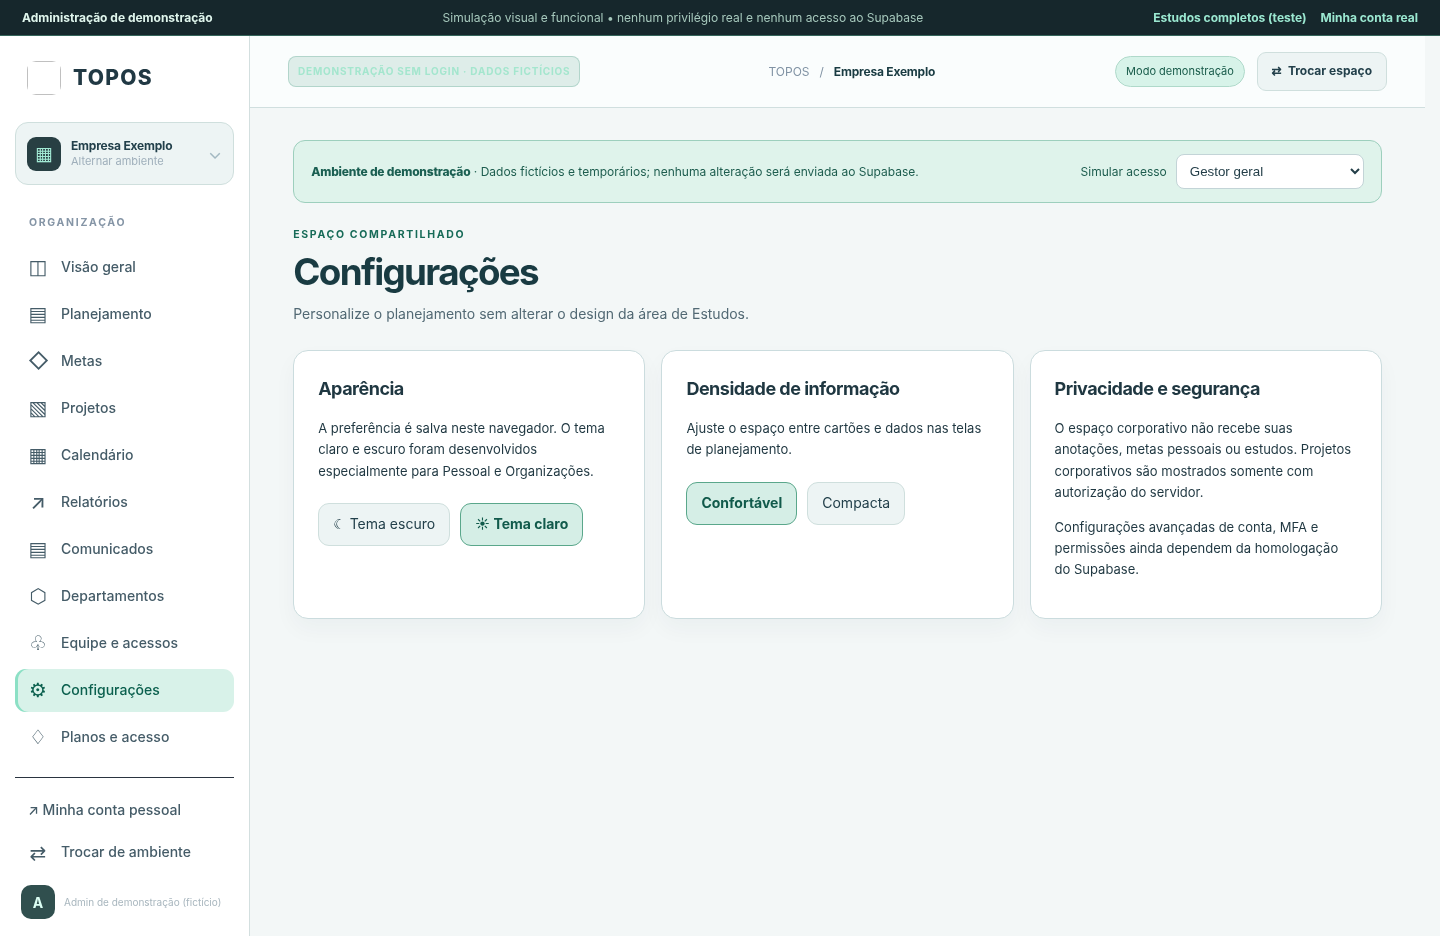 Administração de demonstração
Simulação visual e funcional • nenhum privilégio real e nenhum acesso ao Supabase
Estudos completos (teste)
Minha conta real
TOPOS
Empresa Exemplo
Alternar ambiente
ORGANIZAÇÃO
Visão geral
Planejamento
Metas
Projetos
Calendário
Relatórios
Comunicados
Departamentos
Equipe e acessos
Configurações
Planos e acesso
↗ Minha conta pessoal
⇄ Trocar de ambiente
A
Admin de demonstração (fictício)
DEMONSTRAÇÃO SEM LOGIN · DADOS FICTÍCIOS
TOPOS / Empresa Exemplo
Modo demonstração
⇄ Trocar espaço
Ambiente de demonstração · Dados fictícios e temporários; nenhuma alteração será enviada ao Supabase.
Simular acesso
Gestor geral
ESPAÇO COMPARTILHADO
Configurações
Personalize o planejamento sem alterar o design da área de Estudos.
Aparência
A preferência é salva neste navegador. O tema
claro e escuro foram desenvolvidos
especialmente para Pessoal e Organizações.
☾ Tema escuro
☀ Tema claro
Densidade de informação
Ajuste o espaço entre cartões e dados nas telas
de planejamento.
Confortável
Compacta
Privacidade e segurança
O espaço corporativo não recebe suas
anotações, metas pessoais ou estudos. Projetos
corporativos são mostrados somente com
autorização do servidor.
Configurações avançadas de conta, MFA e
permissões ainda dependem da homologação
do Supabase.